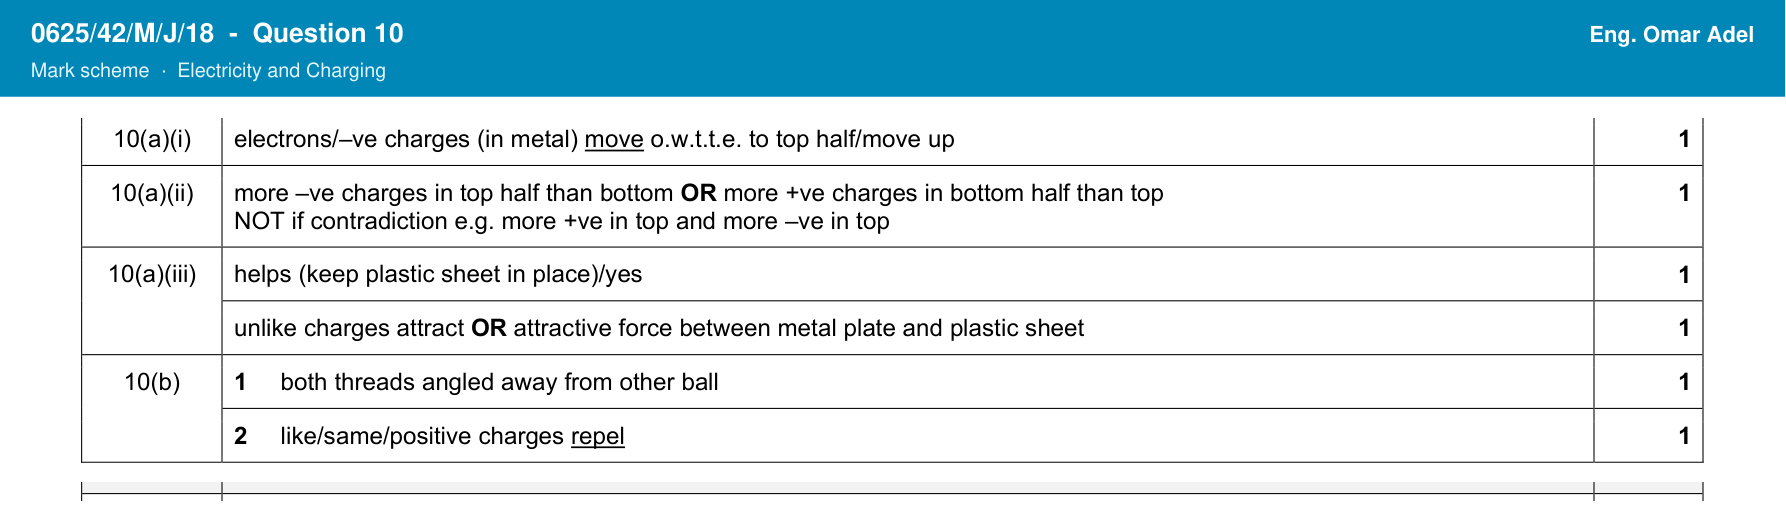 0625/42/M/J/18 - Question 10
Eng. Omar Adel
Mark scheme · Electricity and Charging
10(a)(i) electrons/–ve charges (in metal) move o.w.t.t.e. to top half/move up 1
10(a)(ii) more –ve charges in top half than bottom OR more +ve charges in bottom half than top 1
NOT if contradiction e.g. more +ve in top and more –ve in top
10(a)(iii) helps (keep plastic sheet in place)/yes 1
unlike charges attract OR attractive force between metal plate and plastic sheet 1
10(b) 1 both threads angled away from other ball 1
2 like/same/positive charges repel 1